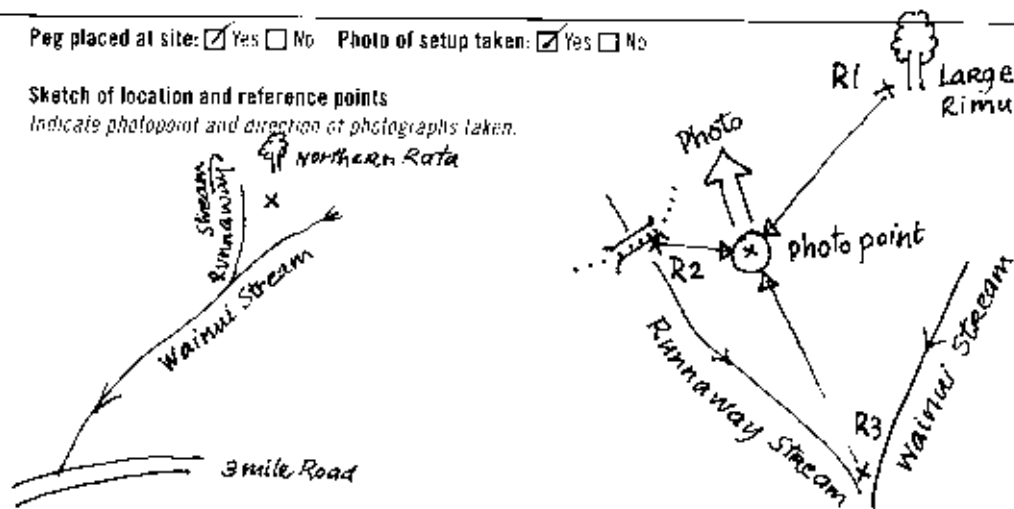 Peg placed at site: Yes No Photo of setup taken: Yes No
Sketch of location and reference points
Indicate photopoint and direction of photographs taken.
Northern Rata
Stream
Runnaway
Wainui Stream
3 mile Road
R1
Large
Rimu
Photo
R2
photo point
Runnaway Stream
R3
Wainui Stream